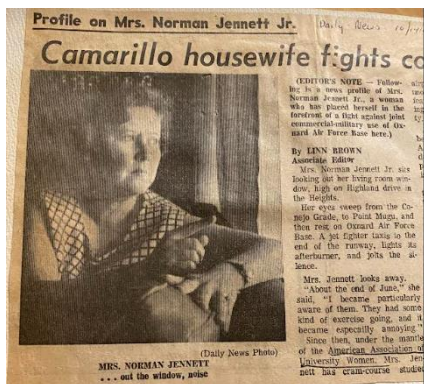 Profile on Mrs. Norman Jennett Jr.
Daily News
Camarillo housewife fights co
(EDITOR'S NOTE — Follow-
ing is a news profile of Mrs.
Norman Jennett Jr., a woman
who has placed herself in the
forefront of a fight against joint
commercial-military use of Ox-
nard Air Force Base here.)
By LINN BROWN
Associate Editor
Mrs. Norman Jennett Jr. sits
looking out her living room win-
dow, high on Highland drive in
the Heights.
Her eyes sweep from the Co-
nejo Grade, to Point Mugu, and
then rest on Oxnard Air Force
Base. A jet fighter taxis to the
end of the runway, lights its
afterburner, and jolts the si-
lence.
Mrs. Jennett looks away.
"About the end of June," she
said, "I became particularly
aware of them. They had some
kind of exercise going, and it
became especially annoying."
Since then, under the mantle
of the American Association of
University Women, Mrs. Jen-
nett has cram-course studied
(Daily News Photo)
MRS. NORMAN JENNETT
. . . out the window, noise